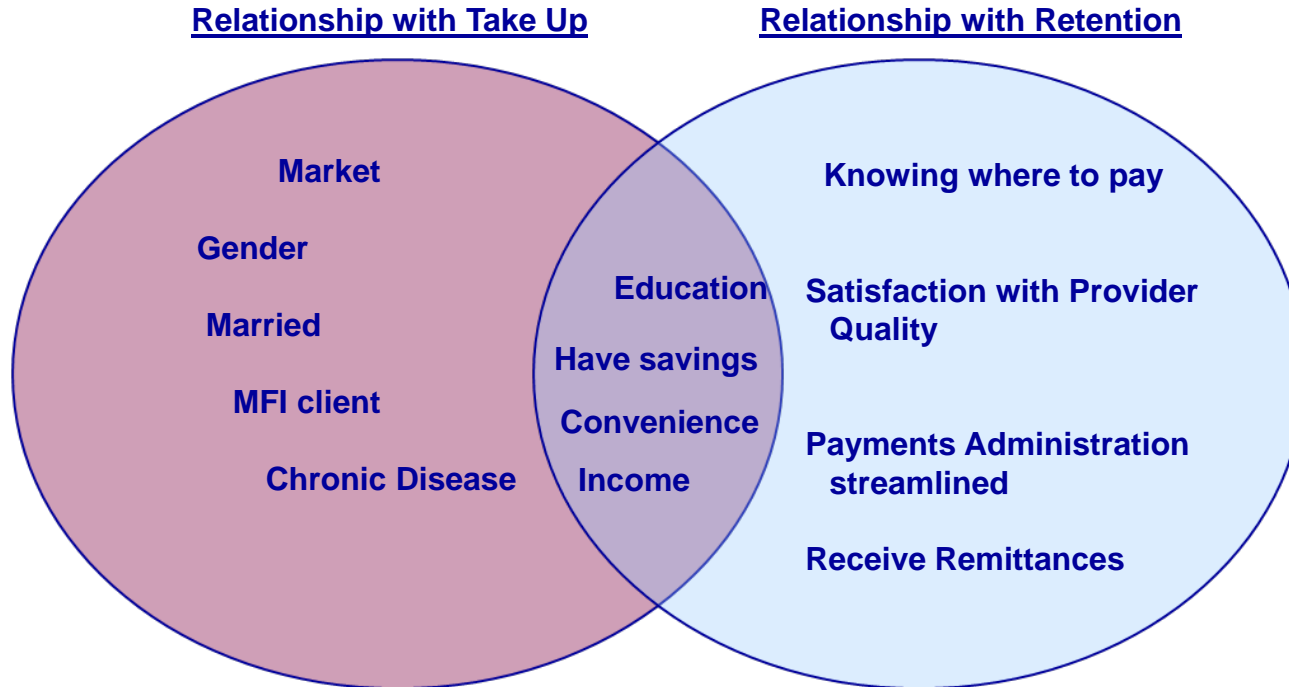 Relationship with Take Up
Relationship with Retention
Market
Gender
Married
MFI client
Chronic Disease
Education
Have savings
Convenience
Income
Knowing where to pay
Satisfaction with Provider
Quality
Payments Administration
streamlined
Receive Remittances